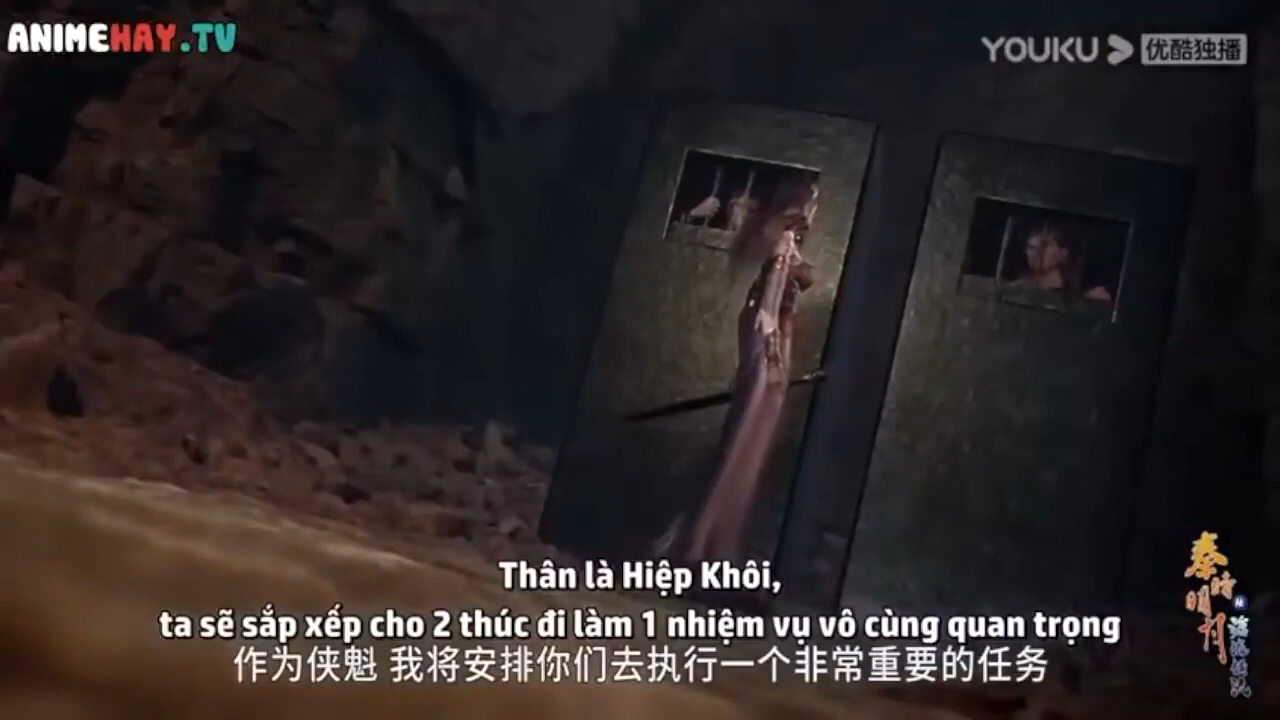 ANIMEHAY.TV
YOUKU 优酷独播
Thân là Hiệp Khôi,
ta sẽ sắp xếp cho 2 thúc đi làm 1 nhiệm vụ vô cùng quan trọng
作为侠魁 我将安排你们去执行一个非常重要的任务
秦时明月